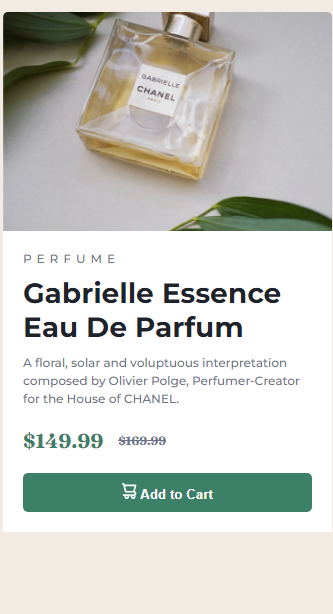 GABRIELLE
CHANEL
PARIS
PERFUME
Gabrielle Essence
Eau De Parfum
A floral, solar and voluptuous interpretation
composed by Olivier Polge, Perfumer-Creator
for the House of CHANEL.
$149.99 $169.99
Add to Cart